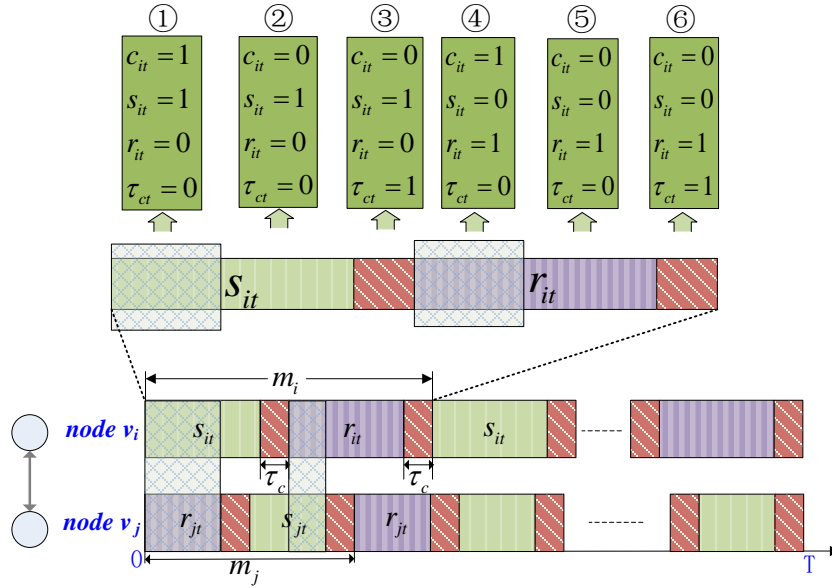 ① ② ③ ④ ⑤ ⑥
c_it = 1 c_it = 0 c_it = 0 c_it = 1 c_it = 0 c_it = 0
s_it = 1 s_it = 1 s_it = 1 s_it = 0 s_it = 0 s_it = 0
r_it = 0 r_it = 0 r_it = 0 r_it = 1 r_it = 1 r_it = 1
τ_ct = 0 τ_ct = 0 τ_ct = 1 τ_ct = 0 τ_ct = 0 τ_ct = 1
s_it r_it
m_i
node v_i s_it r_it s_it
τ_c τ_c
node v_j r_jt s_jt r_jt
0 T
m_j